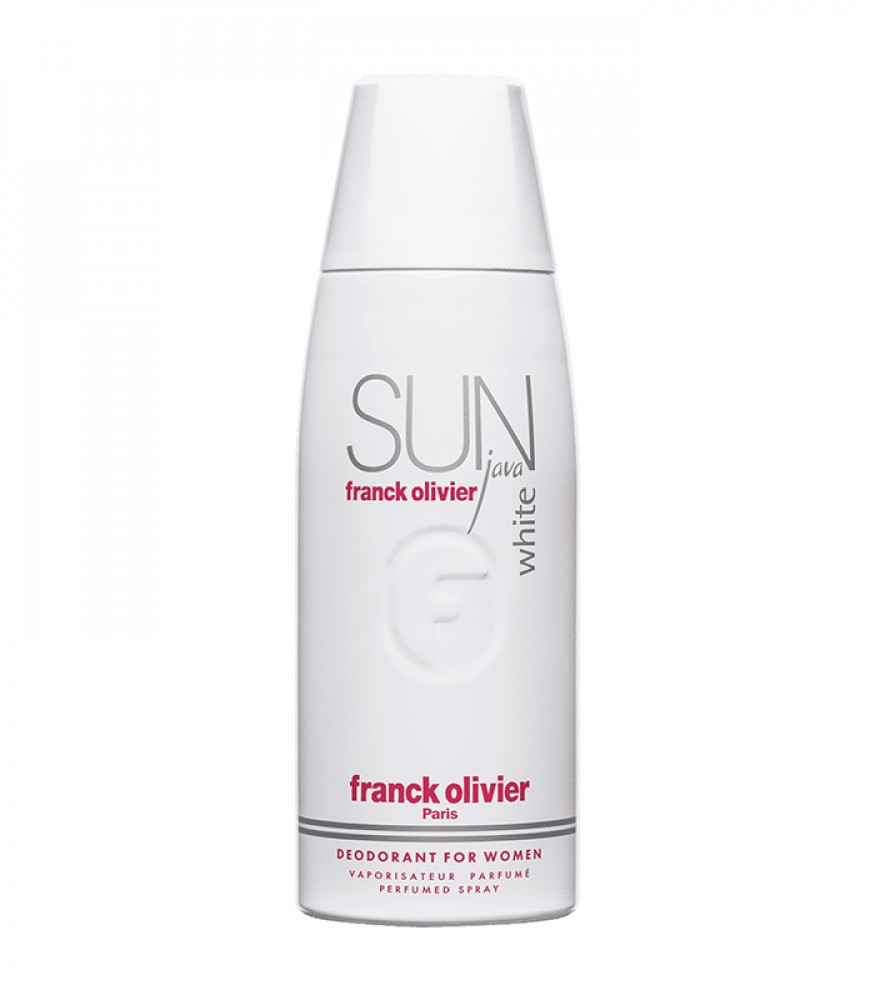 SUN
java
franck olivier
white
F
franck olivier
Paris
DEODORANT FOR WOMEN
VAPORISATEUR PARFUMÉ
PERFUMED SPRAY